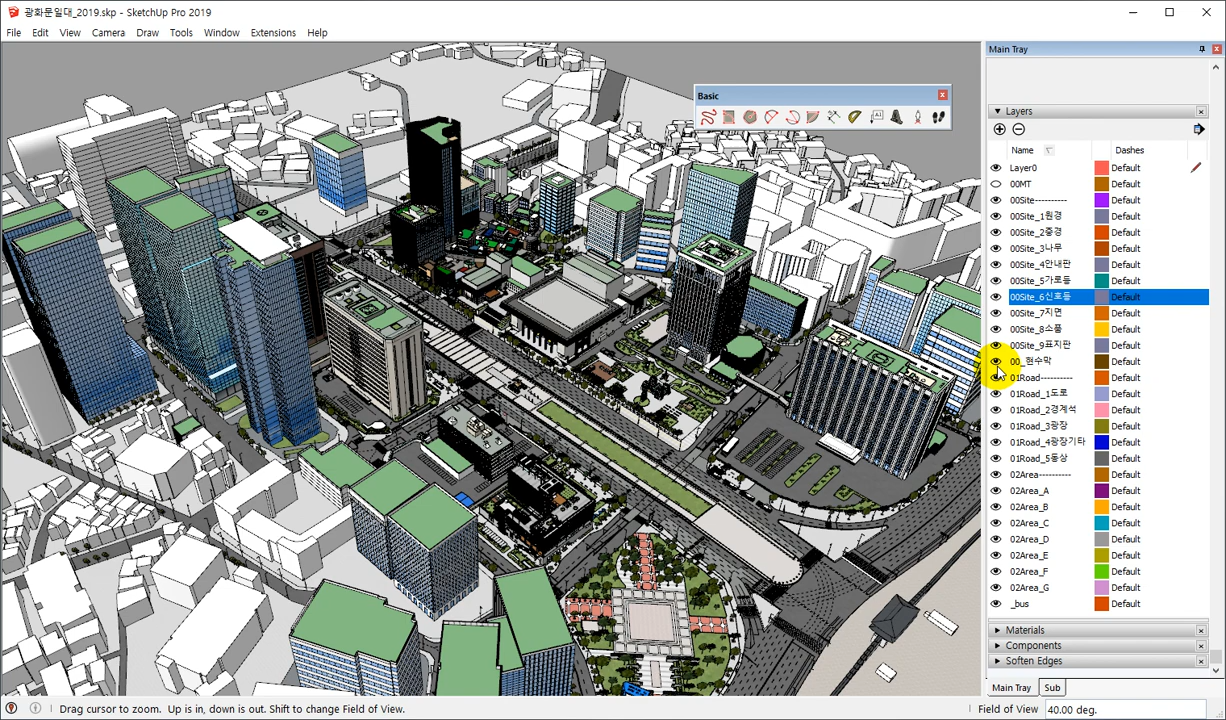 광화문일대_2019.skp - SketchUp Pro 2019
File Edit View Camera Draw Tools Window Extensions Help
Main Tray
Basic
Layers
Name Dashes
Layer0 Default
00MT Default
00Site---------- Default
00Site_1원경 Default
00Site_2중경 Default
00Site_3나무 Default
00Site_4안내판 Default
00Site_5가로등 Default
00Site_6신호등 Default
00Site_7지면 Default
00Site_8소품 Default
00Site_9표지판 Default
00_현수막 Default
01Road---------- Default
01Road_1도로 Default
01Road_2경계석 Default
01Road_3광장 Default
01Road_4광장기타 Default
01Road_5동상 Default
02Area---------- Default
02Area_A Default
02Area_B Default
02Area_C Default
02Area_D Default
02Area_E Default
02Area_F Default
02Area_G Default
_bus Default
Materials
Components
Soften Edges
Main Tray Sub
Drag cursor to zoom. Up is in, down is out. Shift to change Field of View. Field of View 40.00 deg.